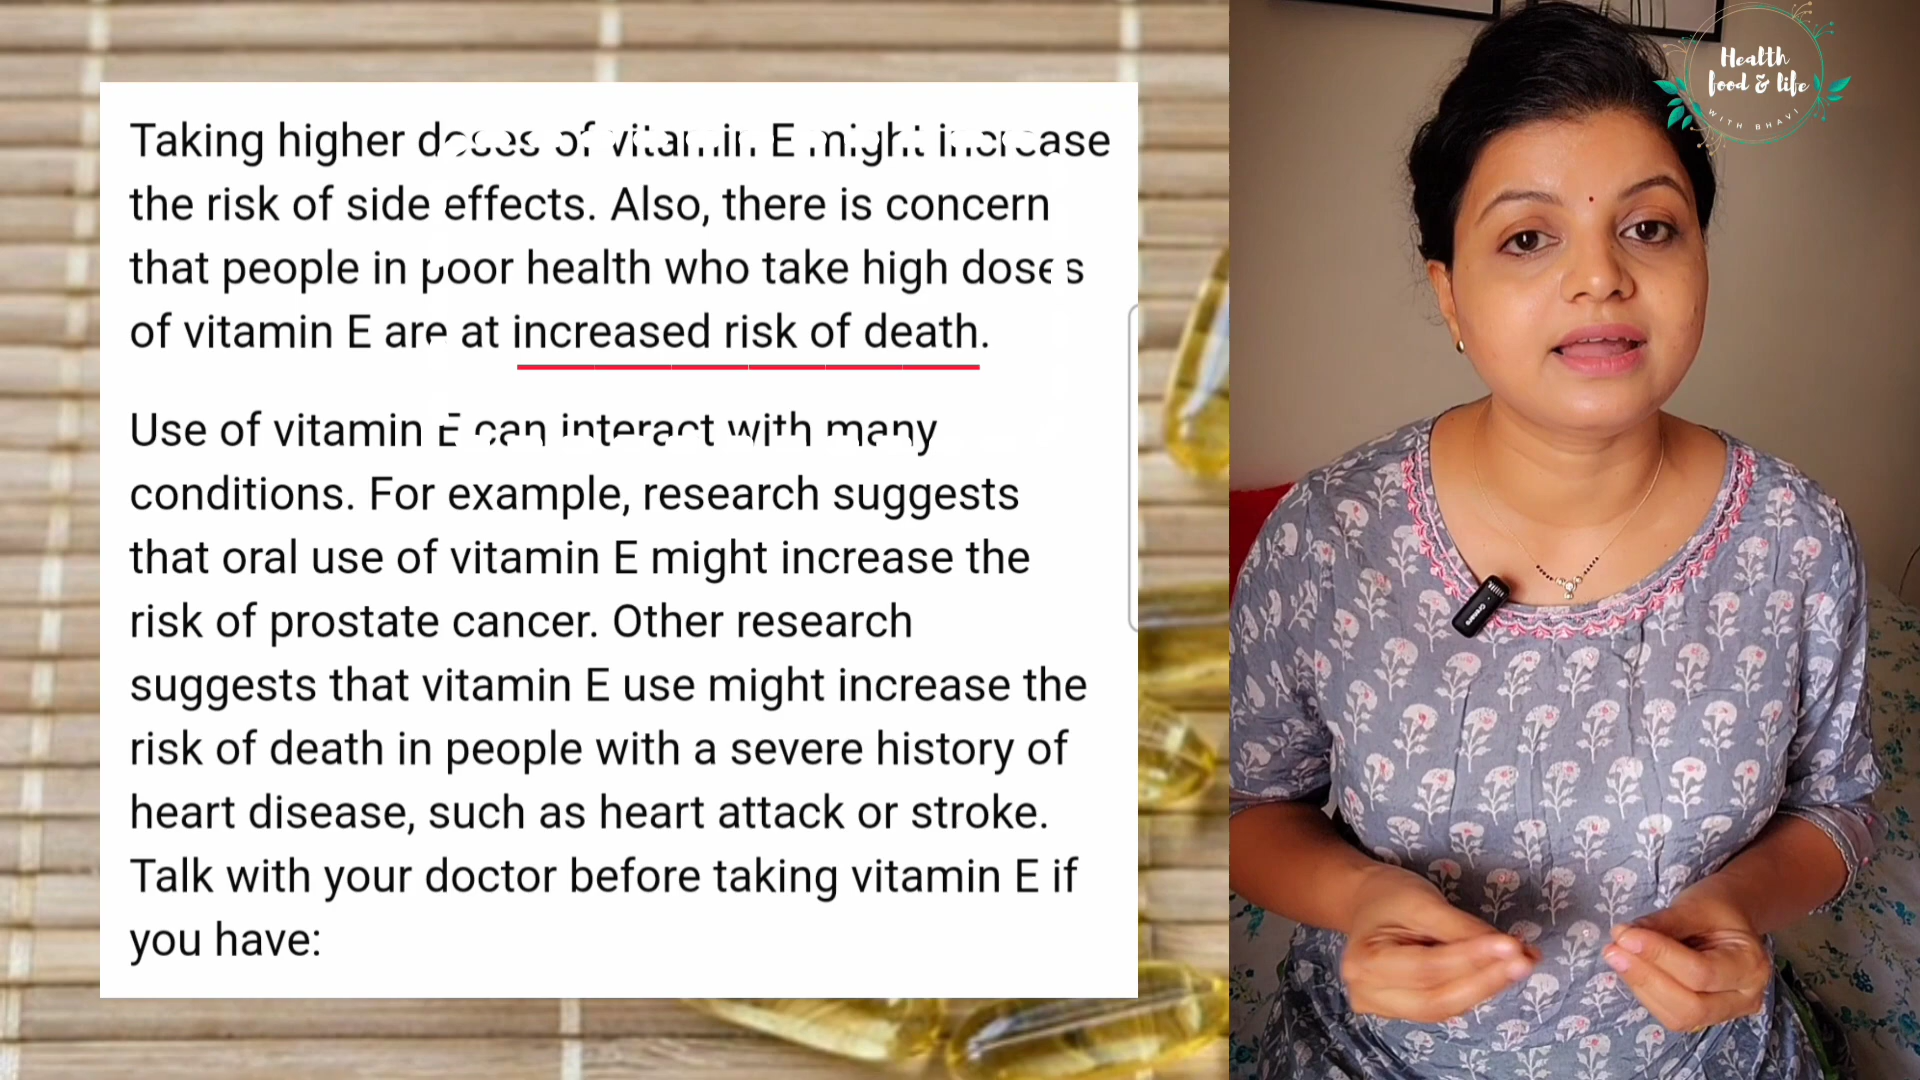 Taking higher doses of vitamin E might increase
the risk of side effects. Also, there is concern
that people in poor health who take high doses
of vitamin E are at increased risk of death.
Use of vitamin E can interact with many
conditions. For example, research suggests
that oral use of vitamin E might increase the
risk of prostate cancer. Other research
suggests that vitamin E use might increase the
risk of death in people with a severe history of
heart disease, such as heart attack or stroke.
Talk with your doctor before taking vitamin E if
you have:
Health
food & life
WITH BHAVI